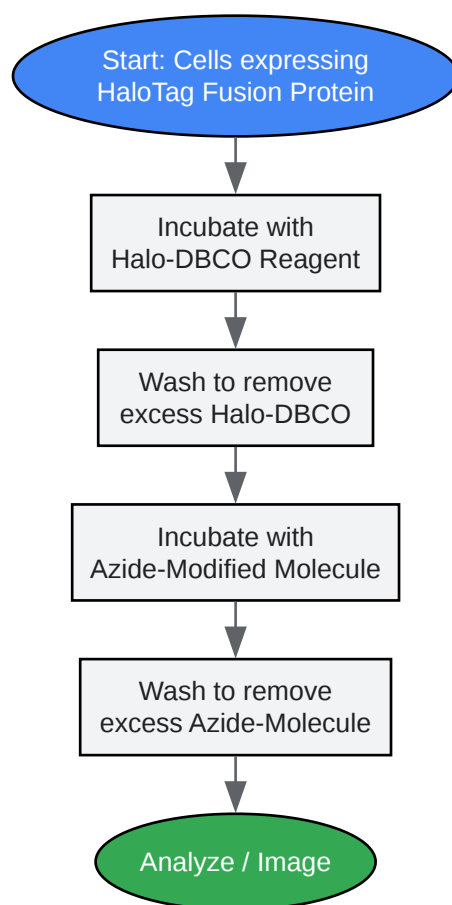 Start: Cells expressing
HaloTag Fusion Protein
Incubate with
Halo-DBCO Reagent
Wash to remove
excess Halo-DBCO
Incubate with
Azide-Modified Molecule
Wash to remove
excess Azide-Molecule
Analyze / Image